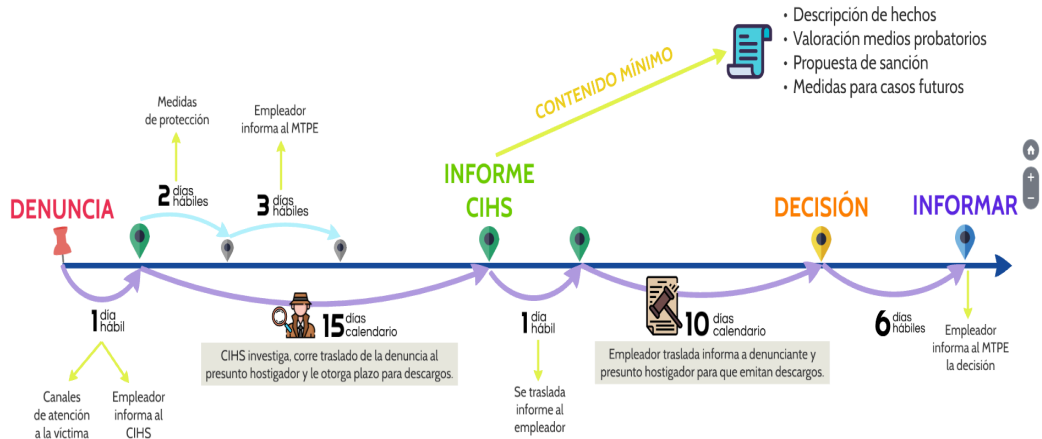 • Descripción de hechos
• Valoración medios probatorios
• Propuesta de sanción
• Medidas para casos futuros
CONTENIDO MÍNIMO
Medidas
de protección
Empleador
informa al MTPE
2 días
hábiles
3 días
hábiles
DENUNCIA
INFORME
CIHS
DECISIÓN
INFORMAR
+
−
1 día
hábil
15 días
calendario
1 día
hábil
10 días
calendario
6 días
hábiles
CIHS investiga, corre traslado de la denuncia al
presunto hostigador y le otorga plazo para descargos.
Empleador traslada informa a denunciante y
presunto hostigador para que emitan descargos.
Empleador
informa al MTPE
la decisión
Canales
de atención
a la víctima
Empleador
informa al
CIHS
Se traslada
informe al
empleador